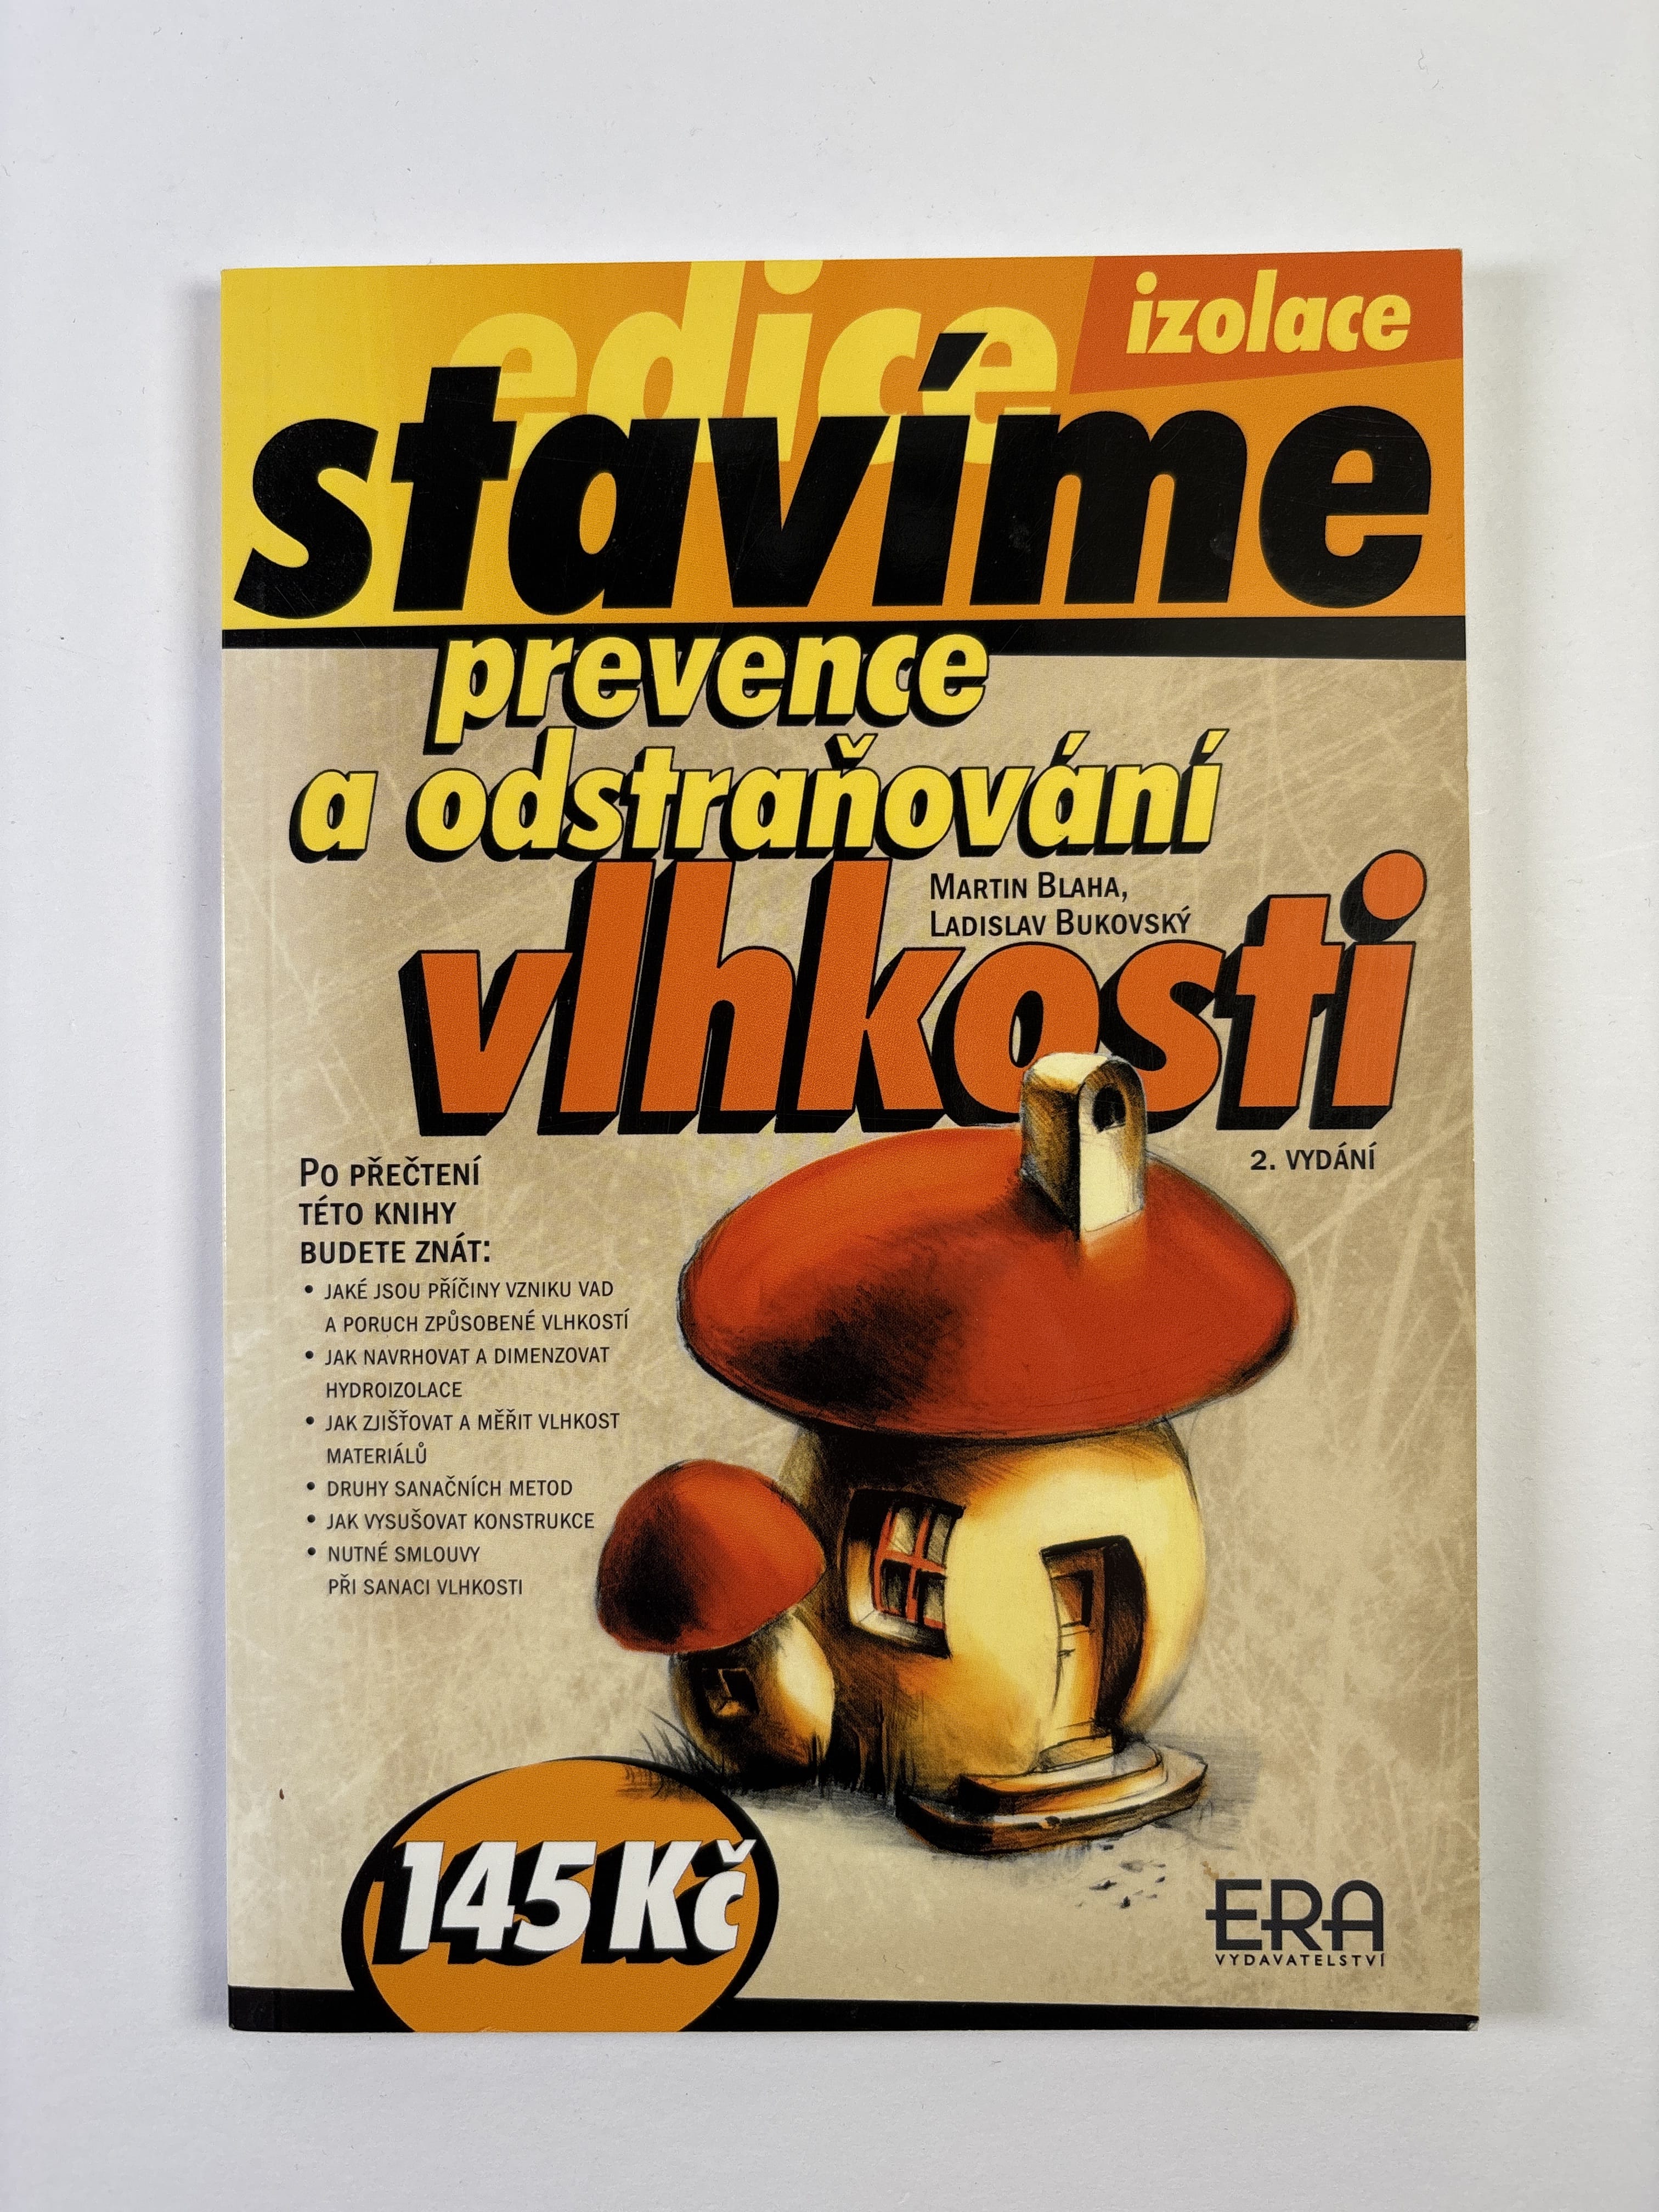 edice
izolace
stavíme
prevence
a odstraňování
vlhkosti
Martin Blaha,
Ladislav Bukovský
2. vydání
Po přečtení
této knihy
budete znát:
• jaké jsou příčiny vzniku vad
a poruch způsobené vlhkostí
• jak navrhovat a dimenzovat
hydroizolace
• jak zjišťovat a měřit vlhkost
materiálů
• druhy sanačních metod
• jak vysušovat konstrukce
• nutné smlouvy
při sanaci vlhkosti
145 Kč
ERA
VYDAVATELSTVÍ